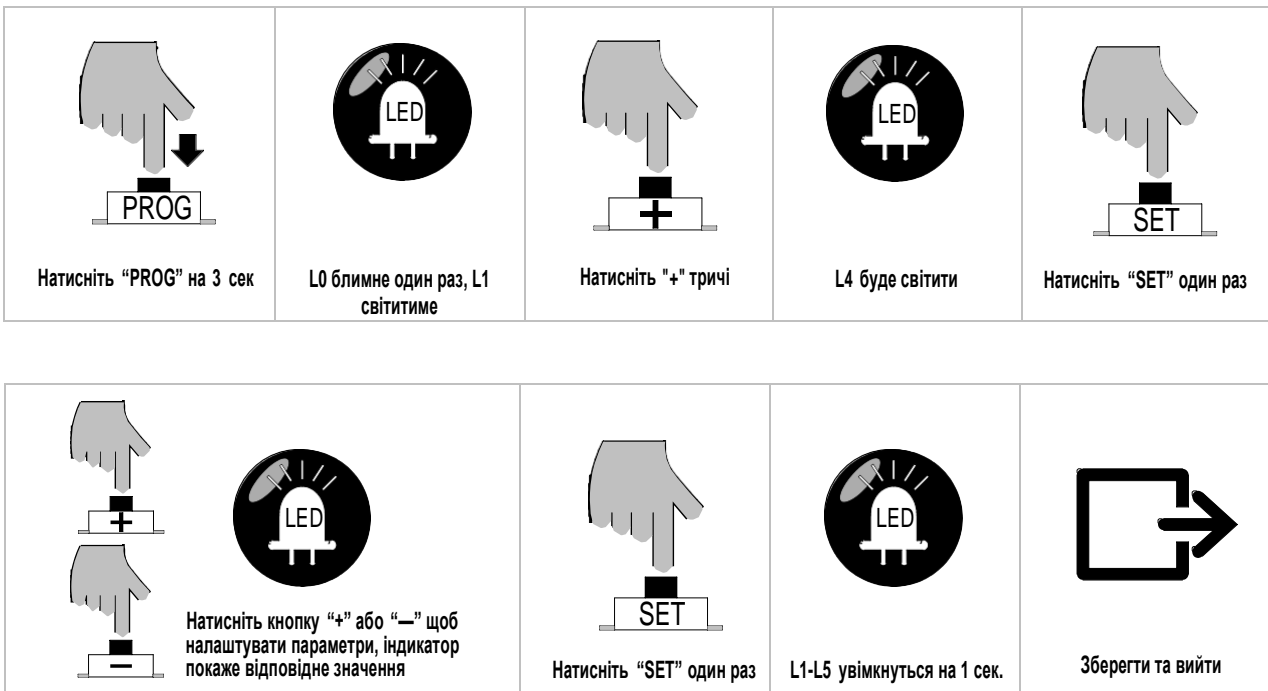 PROG
Натисніть “PROG” на 3 сек
LED
L0 блимне один раз, L1
світитиме
+
Натисніть "+" тричі
LED
L4 буде світити
SET
Натисніть “SET” один раз
+
−
LED
Натисніть кнопку “+” або “—” щоб
налаштувати параметри, індикатор
покаже відповідне значення
SET
Натисніть “SET” один раз
LED
L1-L5 увімкнуться на 1 сек.
Зберегти та вийти